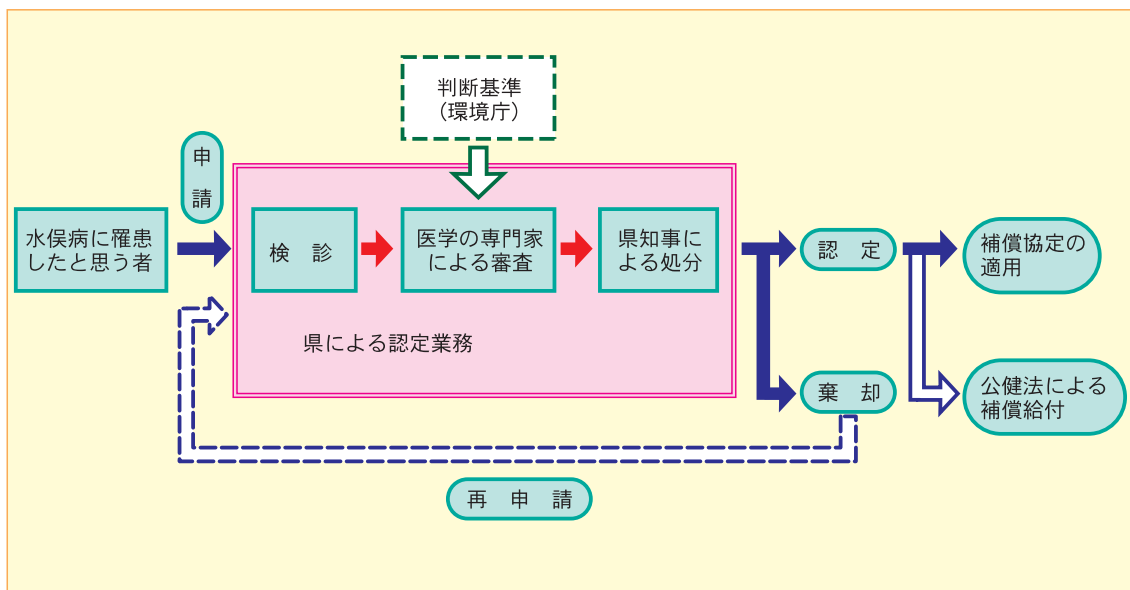 判断基準
（環境庁）
申
請
水俣病に罹患
したと思う者
検　診
医学の専門家
による審査
県知事に
よる処分
認　定
補償協定の
適用
県による認定業務
棄　却
公健法による
補償給付
再　申　請